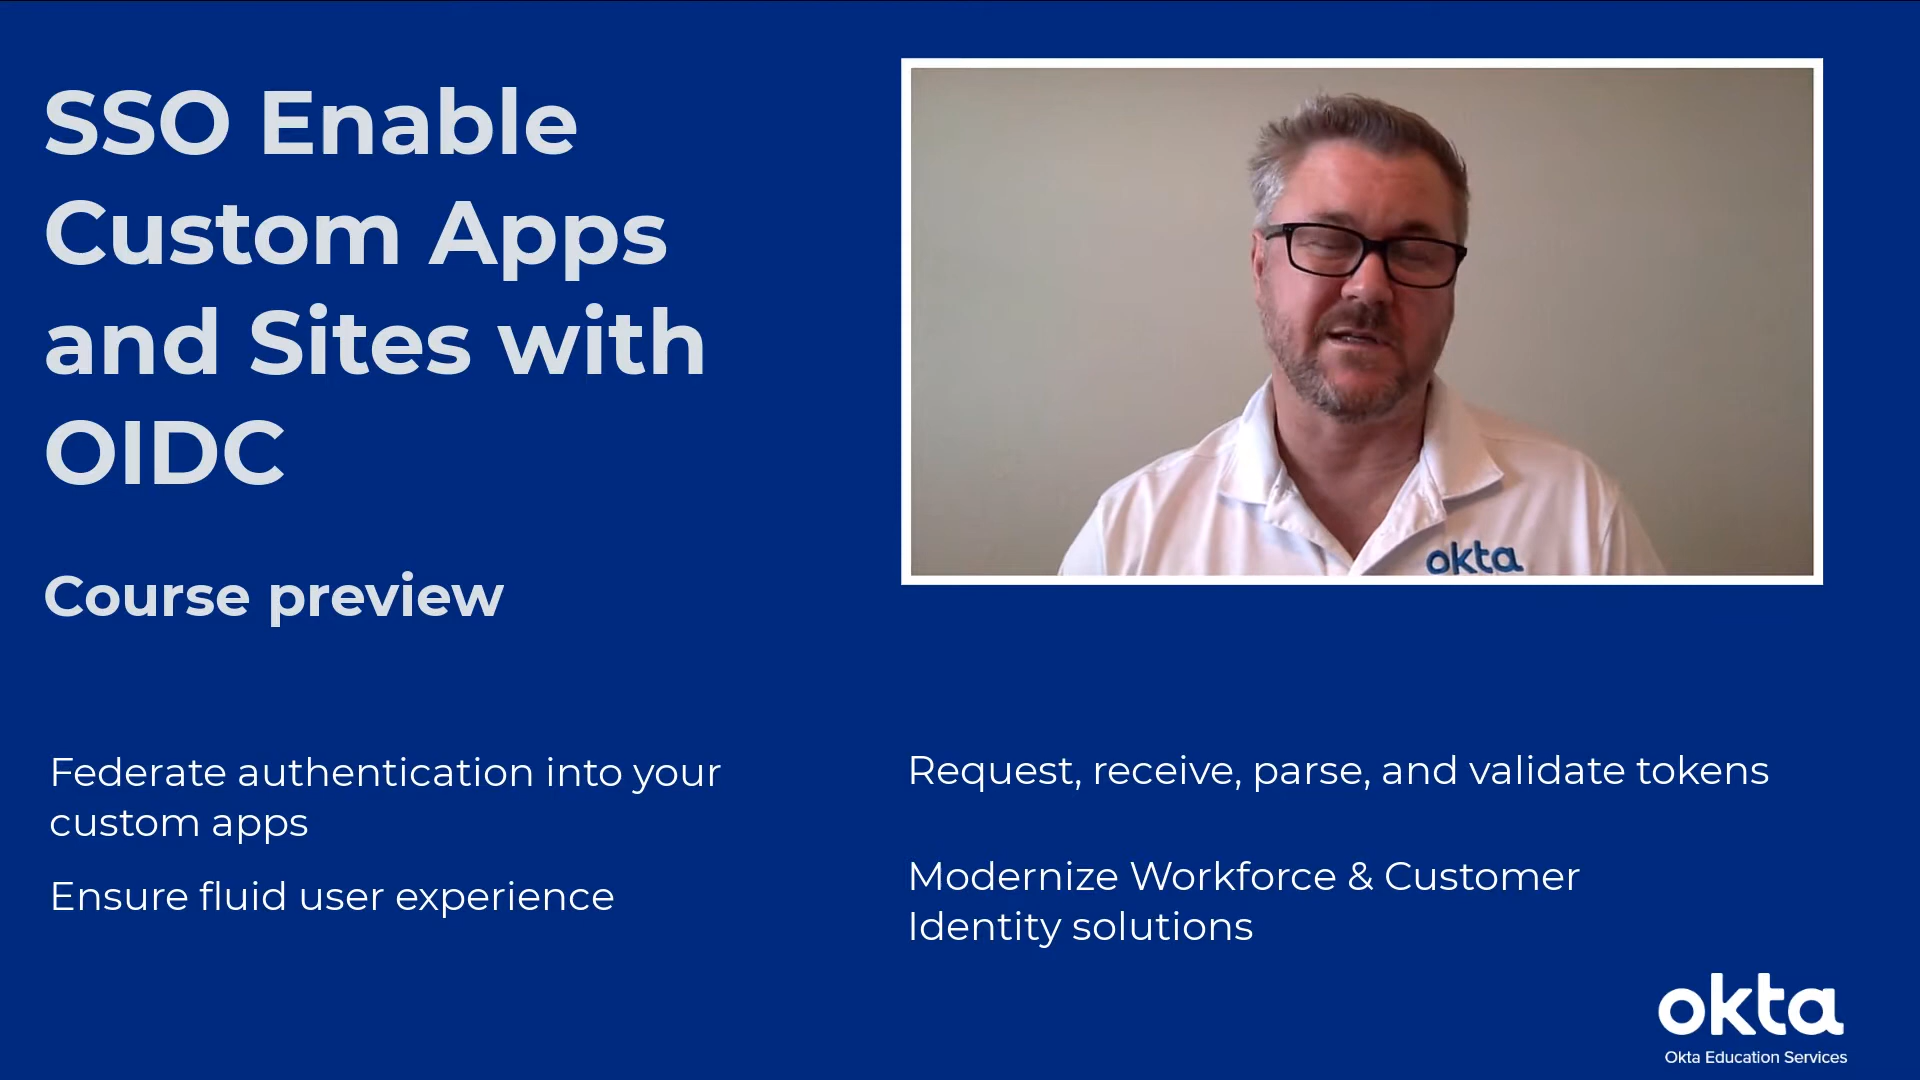 SSO Enable
Custom Apps
and Sites with
OIDC
Course preview
okta
Federate authentication into your
custom apps
Ensure fluid user experience
Request, receive, parse, and validate tokens
Modernize Workforce & Customer
Identity solutions
okta
Okta Education Services